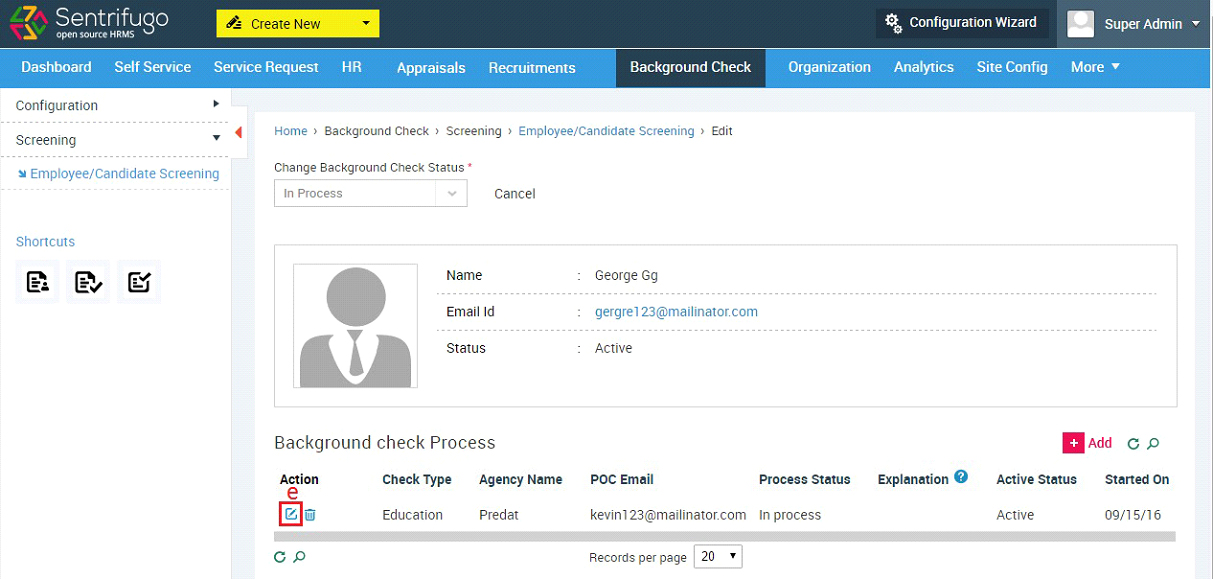 Sentrifugo
open source HRMS
Create New
Configuration Wizard
Super Admin
Dashboard Self Service Service Request HR Appraisals Recruitments Background Check Organization Analytics Site Config More
Configuration
Screening
Employee/Candidate Screening
Shortcuts
Home › Background Check › Screening › Employee/Candidate Screening › Edit
Change Background Check Status *
In Process Cancel
Name : George Gg
Email Id : gergre123@mailinator.com
Status : Active
Background check Process
+ Add
Action Check Type Agency Name POC Email Process Status Explanation ? Active Status Started On
e
Education Predat kevin123@mailinator.com In process Active 09/15/16
Records per page 20